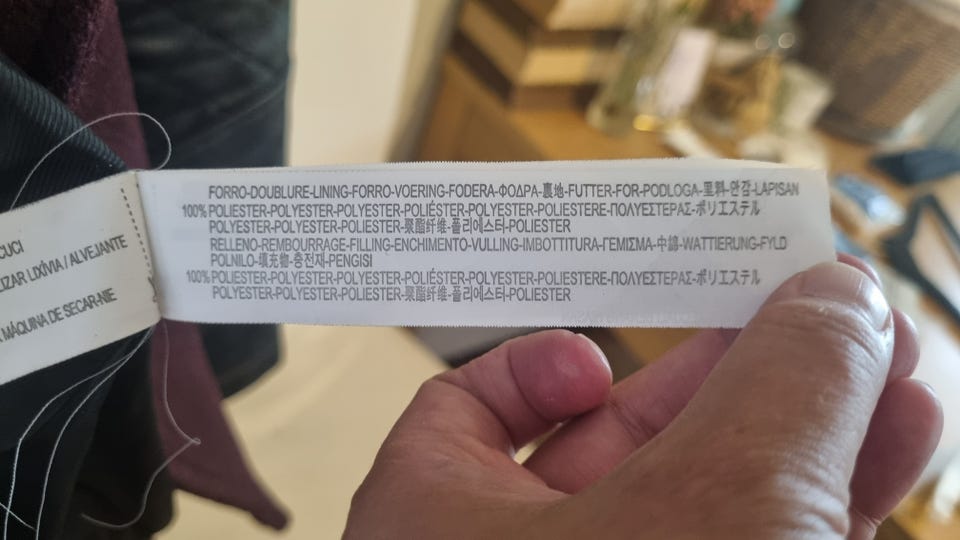 CUCI
LIZAR LIXÍVIA / ALVEJANTE
MÁQUINA DE SECAR-NIE
FORRO-DOUBLURE-LINING-FORRO-VOERING-FODERA-ΦΟΔΡΑ-裏地-FUTTER-FOR-PODLOGA-里料-안감-LAPISAN
100% POLIESTER-POLYESTER-POLYESTER-POLIÉSTER-POLYESTER-POLIESTERE-ΠΟΛΥΕΣΤΕΡΑΣ-ポリエステル
POLYESTER-POLYESTER-POLIESTER-聚酯纤维-폴리에스터-POLIESTER
RELLENO-REMBOURRAGE-FILLING-ENCHIMENTO-VULLING-IMBOTTITURA-ΓΕΜΙΣΜΑ-中綿-WATTIERUNG-FYLD
POLNILO-填充物-충전재-PENGISI
100% POLIESTER-POLYESTER-POLYESTER-POLIÉSTER-POLYESTER-POLIESTERE-ΠΟΛΥΕΣΤΕΡΑΣ-ポリエステル
POLYESTER-POLYESTER-POLIESTER-聚酯纤维-폴리에스터-POLIESTER